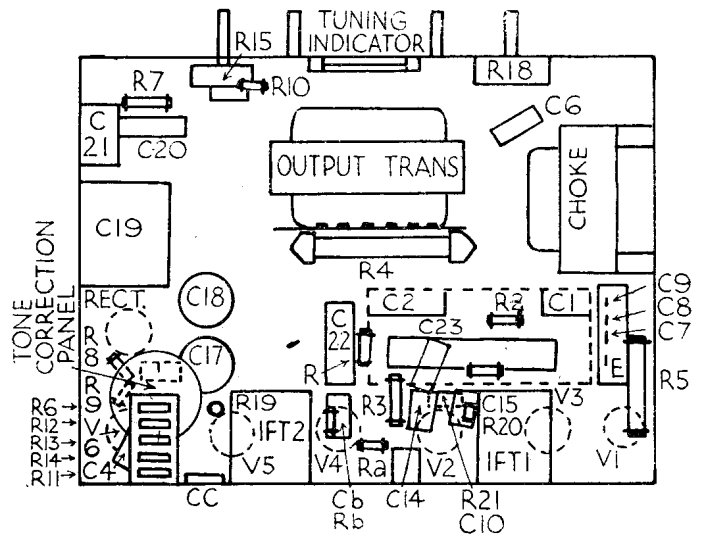 TUNING
INDICATOR
R15
R10
R18
R7
C6
C
21
C20
OUTPUT TRANS
CHOKE
C19
R4
C9
C8
C7
TONE
CORRECTION
PANEL
RECT.
C18
C2
R2
C1
C
22
C23
E
R5
R
8
C17
R
R
9
R3
V3
R6
R19
C15
R20
R12
V
6
IFT2
R13
V5
V4
Ra
V2
IFT1
V1
R14
C4
R11
CC
Cb
Rb
C14
R21
C10